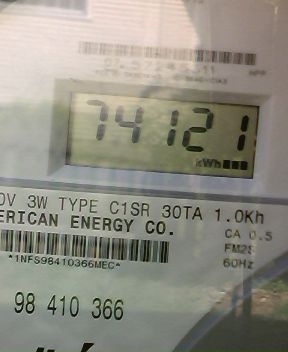 74121
kWh
0V 3W TYPE C1SR 30TA 1.0Kh
ERICAN ENERGY CO.
CA 0.5
FM2S
60Hz
*1NFS98410366MEC*
98 410 366